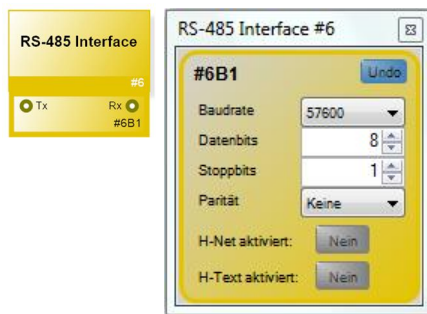 RS-485 Interface
#6
Tx Rx
#6B1
RS-485 Interface #6
#6B1 Undo
Baudrate 57600
Datenbits 8
Stoppbits 1
Parität Keine
H-Net aktiviert: Nein
H-Text aktiviert: Nein